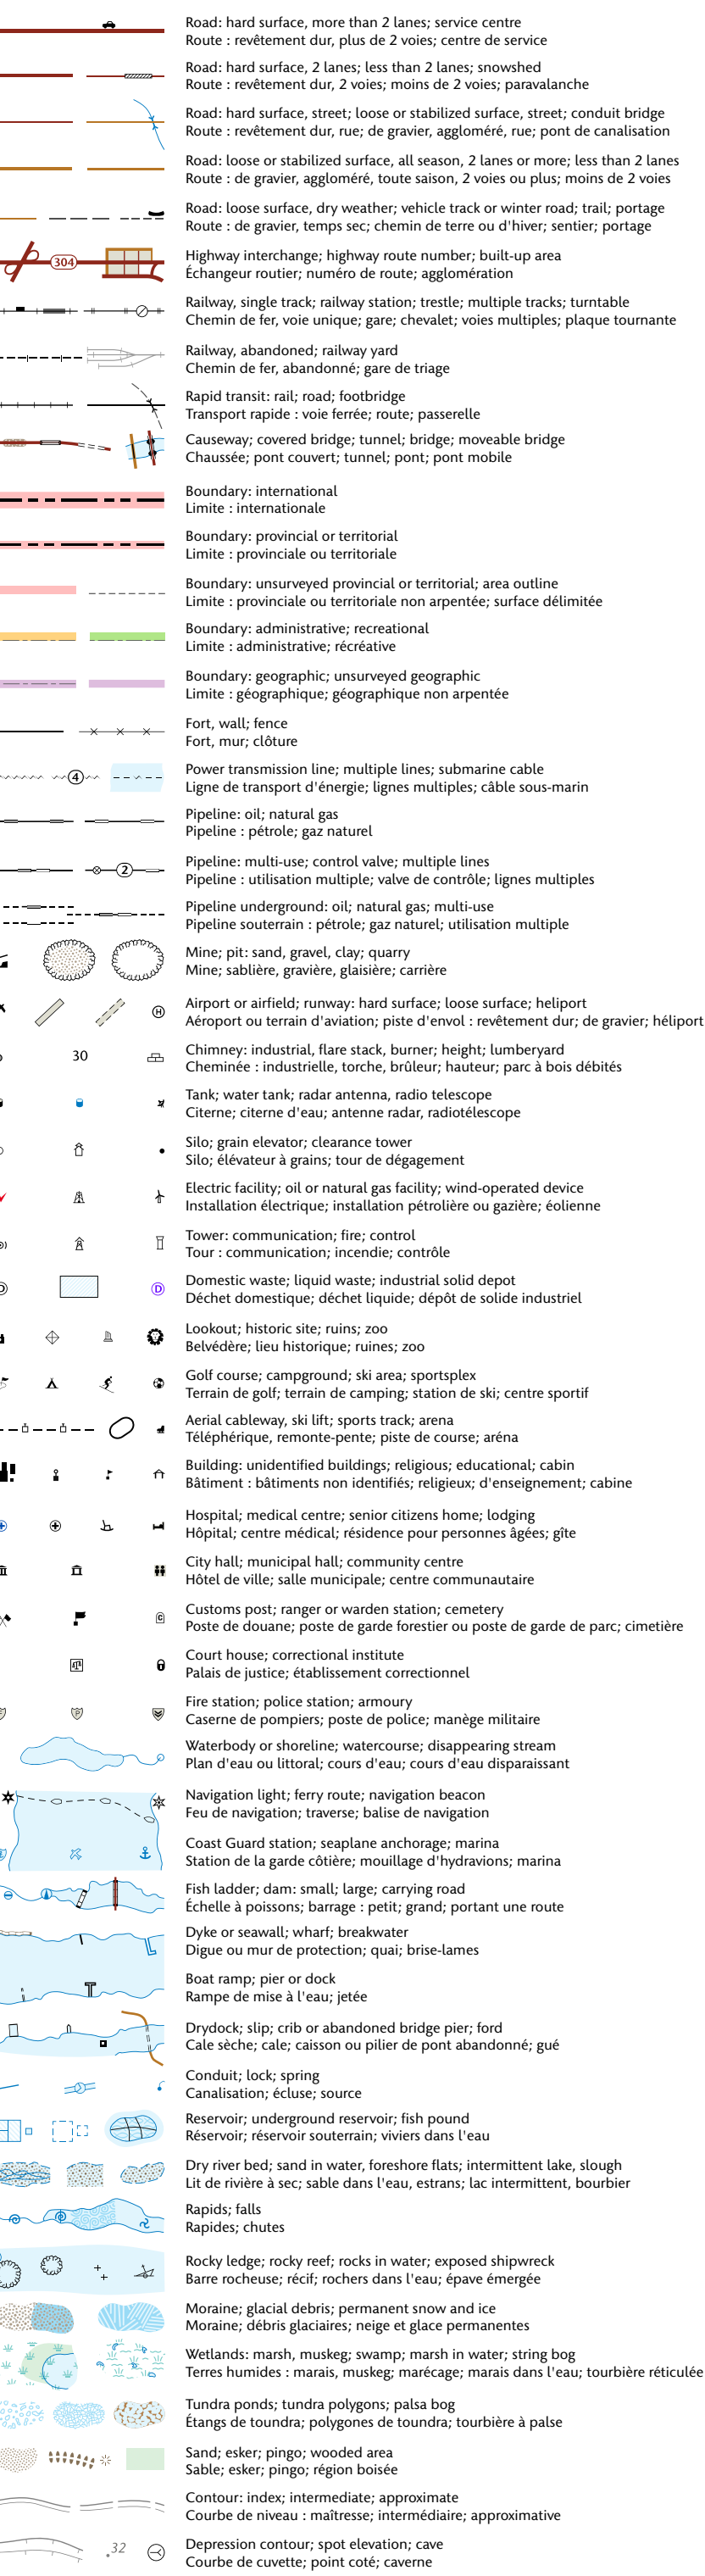 Road: hard surface, more than 2 lanes; service centre
Route : revêtement dur, plus de 2 voies; centre de service
Road: hard surface, 2 lanes; less than 2 lanes; snowshed
Route : revêtement dur, 2 voies; moins de 2 voies; paravalanche
Road: hard surface, street; loose or stabilized surface, street; conduit bridge
Route : revêtement dur, rue; de gravier, aggloméré, rue; pont de canalisation
Road: loose or stabilized surface, all season, 2 lanes or more; less than 2 lanes
Route : de gravier, aggloméré, toute saison, 2 voies ou plus; moins de 2 voies
Road: loose surface, dry weather; vehicle track or winter road; trail; portage
Route : de gravier, temps sec; chemin de terre ou d'hiver; sentier; portage
304
Highway interchange; highway route number; built-up area
Échangeur routier; numéro de route; agglomération
Railway, single track; railway station; trestle; multiple tracks; turntable
Chemin de fer, voie unique; gare; chevalet; voies multiples; plaque tournante
Railway, abandoned; railway yard
Chemin de fer, abandonné; gare de triage
Rapid transit: rail; road; footbridge
Transport rapide : voie ferrée; route; passerelle
Causeway; covered bridge; tunnel; bridge; moveable bridge
Chaussée; pont couvert; tunnel; pont; pont mobile
Boundary: international
Limite : internationale
Boundary: provincial or territorial
Limite : provinciale ou territoriale
Boundary: unsurveyed provincial or territorial; area outline
Limite : provinciale ou territoriale non arpentée; surface délimitée
Boundary: administrative; recreational
Limite : administrative; récréative
Boundary: geographic; unsurveyed geographic
Limite : géographique; géographique non arpentée
Fort, wall; fence
Fort, mur; clôture
4
Power transmission line; multiple lines; submarine cable
Ligne de transport d'énergie; lignes multiples; câble sous-marin
Pipeline: oil; natural gas
Pipeline : pétrole; gaz naturel
2
Pipeline: multi-use; control valve; multiple lines
Pipeline : utilisation multiple; valve de contrôle; lignes multiples
Pipeline underground: oil; natural gas; multi-use
Pipeline souterrain : pétrole; gaz naturel; utilisation multiple
Mine; pit: sand, gravel, clay; quarry
Mine; sablière, gravière, glaisière; carrière
H
Airport or airfield; runway: hard surface; loose surface; heliport
Aéroport ou terrain d'aviation; piste d'envol : revêtement dur; de gravier; héliport
30
Chimney: industrial, flare stack, burner; height; lumberyard
Cheminée : industrielle, torche, brûleur; hauteur; parc à bois débités
Tank; water tank; radar antenna, radio telescope
Citerne; citerne d'eau; antenne radar, radiotélescope
Silo; grain elevator; clearance tower
Silo; élévateur à grains; tour de dégagement
Electric facility; oil or natural gas facility; wind-operated device
Installation électrique; installation pétrolière ou gazière; éolienne
Tower: communication; fire; control
Tour : communication; incendie; contrôle
D
Domestic waste; liquid waste; industrial solid depot
Déchet domestique; déchet liquide; dépôt de solide industriel
Lookout; historic site; ruins; zoo
Belvédère; lieu historique; ruines; zoo
Golf course; campground; ski area; sportsplex
Terrain de golf; terrain de camping; station de ski; centre sportif
Aerial cableway, ski lift; sports track; arena
Téléphérique, remonte-pente; piste de course; aréna
Building: unidentified buildings; religious; educational; cabin
Bâtiment : bâtiments non identifiés; religieux; d'enseignement; cabine
Hospital; medical centre; senior citizens home; lodging
Hôpital; centre médical; résidence pour personnes âgées; gîte
City hall; municipal hall; community centre
Hôtel de ville; salle municipale; centre communautaire
C
Customs post; ranger or warden station; cemetery
Poste de douane; poste de garde forestier ou poste de garde de parc; cimetière
Court house; correctional institute
Palais de justice; établissement correctionnel
P
Fire station; police station; armoury
Caserne de pompiers; poste de police; manège militaire
Waterbody or shoreline; watercourse; disappearing stream
Plan d'eau ou littoral; cours d'eau; cours d'eau disparaissant
Navigation light; ferry route; navigation beacon
Feu de navigation; traverse; balise de navigation
Coast Guard station; seaplane anchorage; marina
Station de la garde côtière; mouillage d'hydravions; marina
Fish ladder; dam: small; large; carrying road
Échelle à poissons; barrage : petit; grand; portant une route
Dyke or seawall; wharf; breakwater
Digue ou mur de protection; quai; brise-lames
Boat ramp; pier or dock
Rampe de mise à l'eau; jetée
Drydock; slip; crib or abandoned bridge pier; ford
Cale sèche; cale; caisson ou pilier de pont abandonné; gué
Conduit; lock; spring
Canalisation; écluse; source
Reservoir; underground reservoir; fish pound
Réservoir; réservoir souterrain; viviers dans l'eau
Dry river bed; sand in water, foreshore flats; intermittent lake, slough
Lit de rivière à sec; sable dans l'eau, estrans; lac intermittent, bourbier
Rapids; falls
Rapides; chutes
Rocky ledge; rocky reef; rocks in water; exposed shipwreck
Barre rocheuse; récif; rochers dans l'eau; épave émergée
Moraine; glacial debris; permanent snow and ice
Moraine; débris glaciaires; neige et glace permanentes
Wetlands: marsh, muskeg; swamp; marsh in water; string bog
Terres humides : marais, muskeg; marécage; marais dans l'eau; tourbière réticulée
Tundra ponds; tundra polygons; palsa bog
Étangs de toundra; polygones de toundra; tourbière à palse
Sand; esker; pingo; wooded area
Sable; esker; pingo; région boisée
Contour: index; intermediate; approximate
Courbe de niveau : maîtresse; intermédiaire; approximative
.32
Depression contour; spot elevation; cave
Courbe de cuvette; point coté; caverne